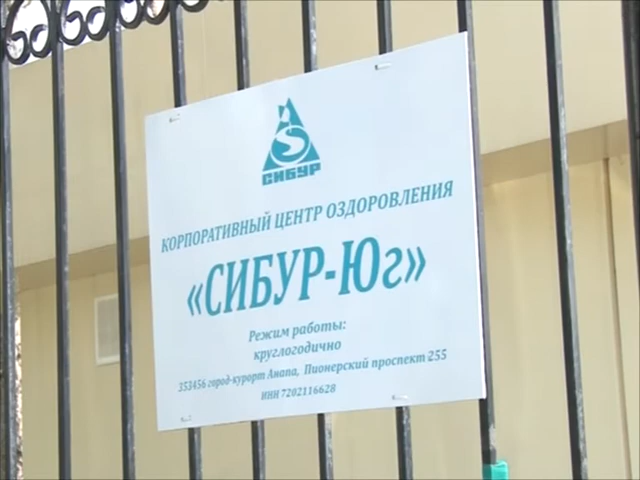 СИБУР
КОРПОРАТИВНЫЙ ЦЕНТР ОЗДОРОВЛЕНИЯ
«СИБУР-Юг»
Режим работы:
круглогодично
353456 город-курорт Анапа, Пионерский проспект 255
ИНН 7202116628